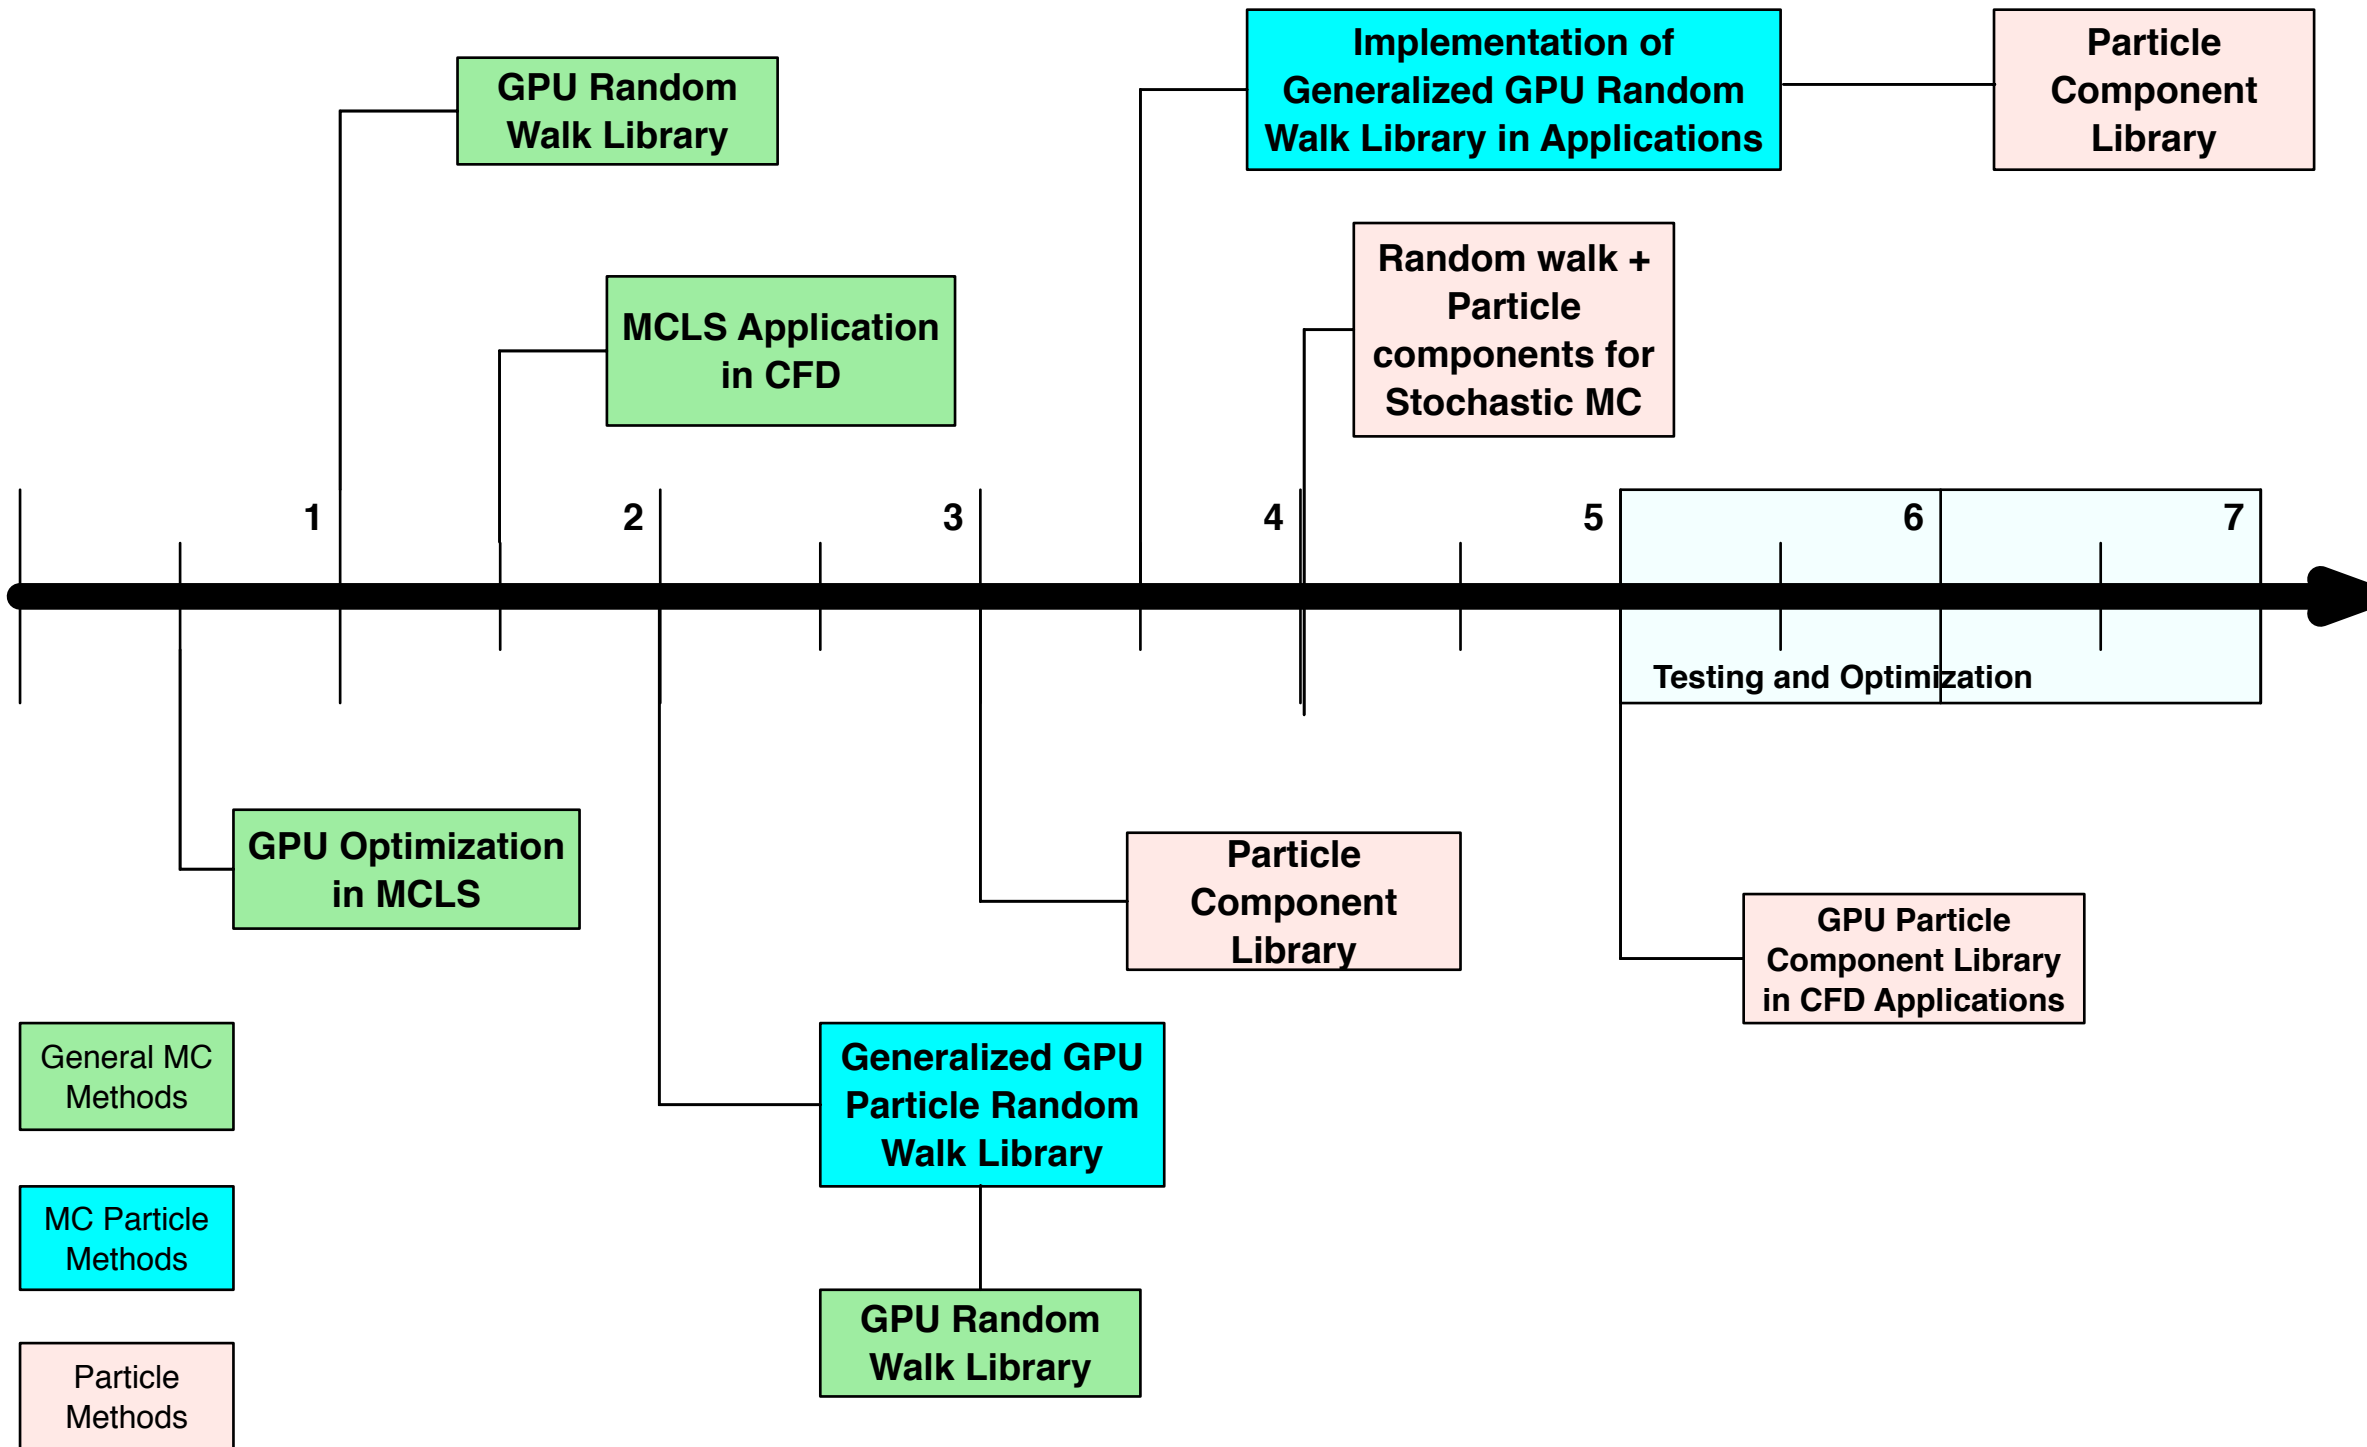 Implementation of
Generalized GPU Random
Walk Library in Applications
Particle
Component
Library
GPU Random
Walk Library
Random walk +
Particle
components for
Stochastic MC
MCLS Application
in CFD
1
2
3
4
5
6
7
Testing and Optimization
GPU Optimization
in MCLS
Particle
Component
Library
GPU Particle
Component Library
in CFD Applications
General MC
Methods
Generalized GPU
Particle Random
Walk Library
MC Particle
Methods
GPU Random
Walk Library
Particle
Methods